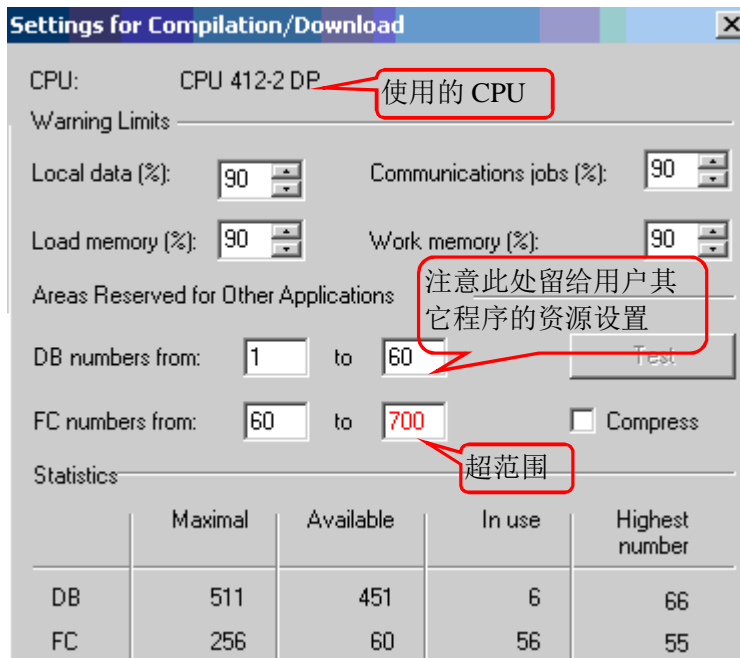 Settings for Compilation/Download
CPU: CPU 412-2 DP
使用的 CPU
Warning Limits
Local data (%): 90 Communications jobs (%): 90
Load memory (%): 90 Work memory (%): 90
注意此处留给用户其
它程序的资源设置
Areas Reserved for Other Applications
DB numbers from: 1 to 60 Test
FC numbers from: 60 to 700 Compress
超范围
Statistics
Maximal Available In use Highest number
DB 511 451 6 66
FC 256 60 56 55